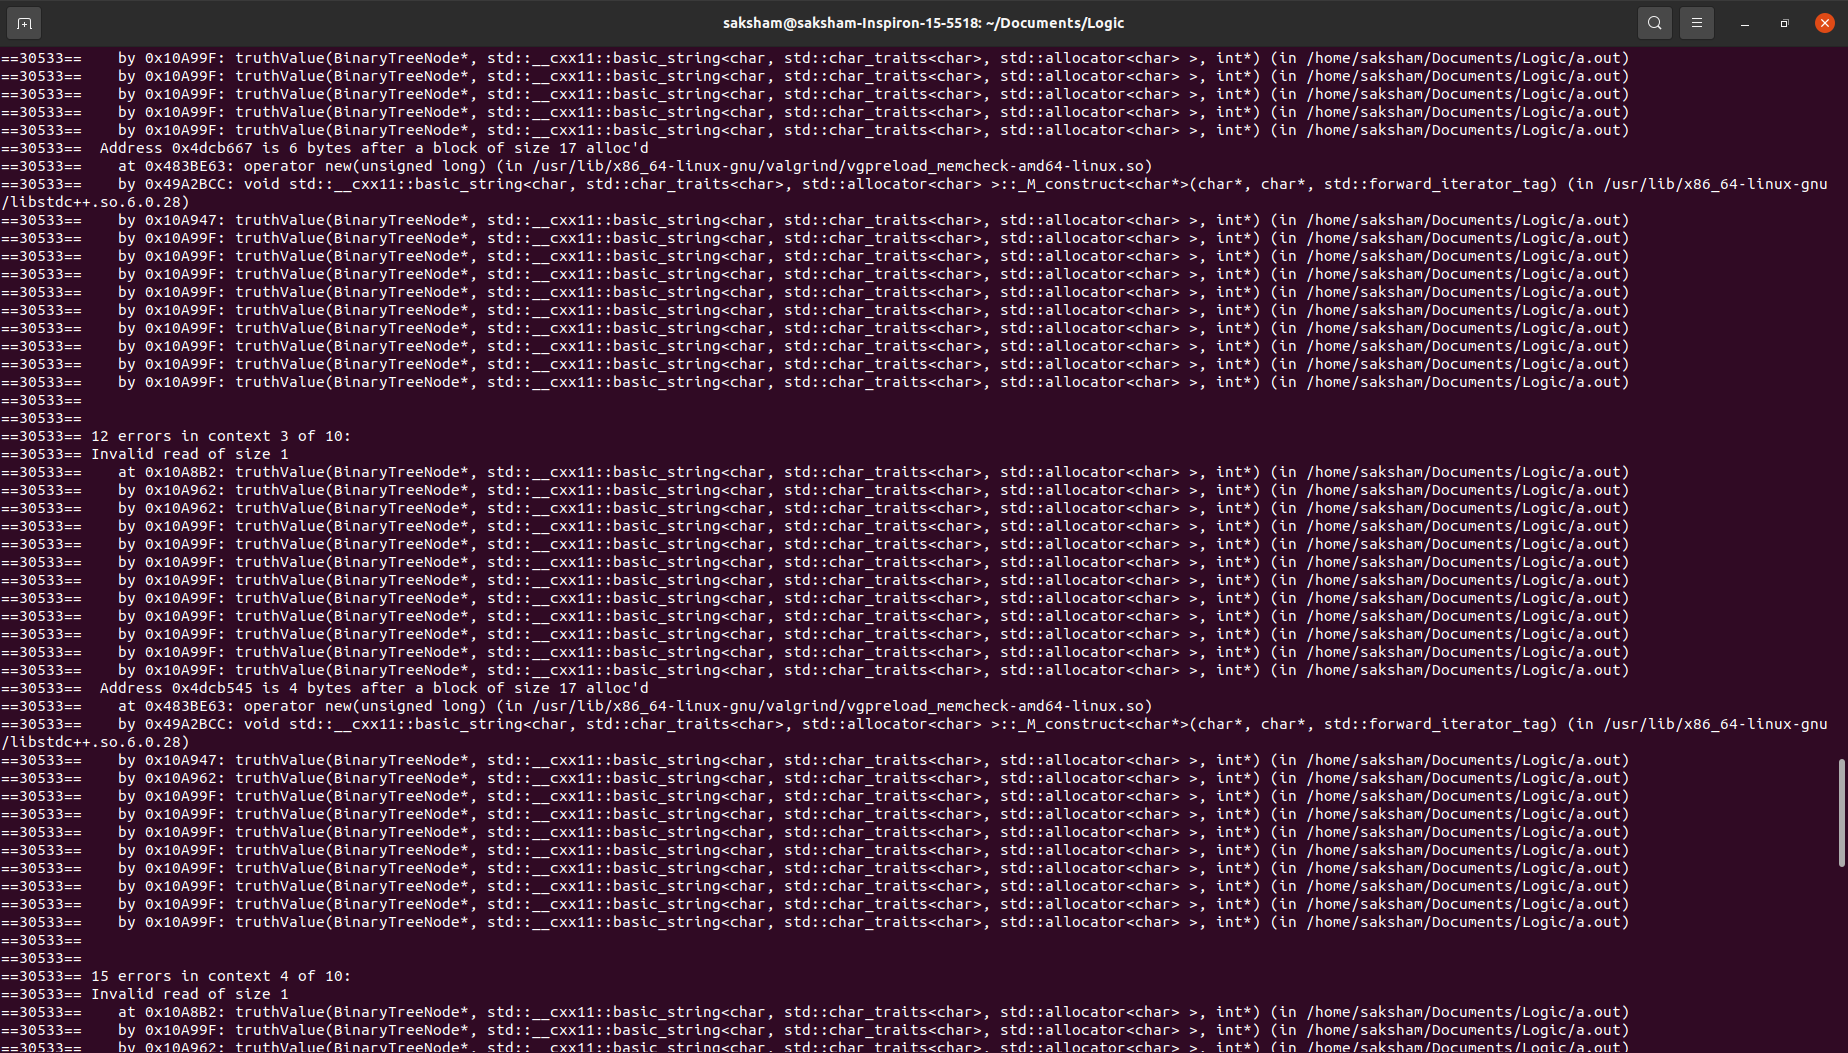 saksham@saksham-Inspiron-15-5518: ~/Documents/Logic
==30533==    by 0x10A99F: truthValue(BinaryTreeNode*, std::__cxx11::basic_string<char, std::char_traits<char>, std::allocator<char> >, int*) (in /home/saksham/Documents/Logic/a.out)
==30533==    by 0x10A99F: truthValue(BinaryTreeNode*, std::__cxx11::basic_string<char, std::char_traits<char>, std::allocator<char> >, int*) (in /home/saksham/Documents/Logic/a.out)
==30533==    by 0x10A99F: truthValue(BinaryTreeNode*, std::__cxx11::basic_string<char, std::char_traits<char>, std::allocator<char> >, int*) (in /home/saksham/Documents/Logic/a.out)
==30533==    by 0x10A99F: truthValue(BinaryTreeNode*, std::__cxx11::basic_string<char, std::char_traits<char>, std::allocator<char> >, int*) (in /home/saksham/Documents/Logic/a.out)
==30533==    by 0x10A99F: truthValue(BinaryTreeNode*, std::__cxx11::basic_string<char, std::char_traits<char>, std::allocator<char> >, int*) (in /home/saksham/Documents/Logic/a.out)
==30533==  Address 0x4dcb667 is 6 bytes after a block of size 17 alloc'd
==30533==    at 0x483BE63: operator new(unsigned long) (in /usr/lib/x86_64-linux-gnu/valgrind/vgpreload_memcheck-amd64-linux.so)
==30533==    by 0x49A2BCC: void std::__cxx11::basic_string<char, std::char_traits<char>, std::allocator<char> >::_M_construct<char*>(char*, char*, std::forward_iterator_tag) (in /usr/lib/x86_64-linux-gnu
/libstdc++.so.6.0.28)
==30533==    by 0x10A947: truthValue(BinaryTreeNode*, std::__cxx11::basic_string<char, std::char_traits<char>, std::allocator<char> >, int*) (in /home/saksham/Documents/Logic/a.out)
==30533==    by 0x10A99F: truthValue(BinaryTreeNode*, std::__cxx11::basic_string<char, std::char_traits<char>, std::allocator<char> >, int*) (in /home/saksham/Documents/Logic/a.out)
==30533==    by 0x10A99F: truthValue(BinaryTreeNode*, std::__cxx11::basic_string<char, std::char_traits<char>, std::allocator<char> >, int*) (in /home/saksham/Documents/Logic/a.out)
==30533==    by 0x10A99F: truthValue(BinaryTreeNode*, std::__cxx11::basic_string<char, std::char_traits<char>, std::allocator<char> >, int*) (in /home/saksham/Documents/Logic/a.out)
==30533==    by 0x10A99F: truthValue(BinaryTreeNode*, std::__cxx11::basic_string<char, std::char_traits<char>, std::allocator<char> >, int*) (in /home/saksham/Documents/Logic/a.out)
==30533==    by 0x10A99F: truthValue(BinaryTreeNode*, std::__cxx11::basic_string<char, std::char_traits<char>, std::allocator<char> >, int*) (in /home/saksham/Documents/Logic/a.out)
==30533==    by 0x10A99F: truthValue(BinaryTreeNode*, std::__cxx11::basic_string<char, std::char_traits<char>, std::allocator<char> >, int*) (in /home/saksham/Documents/Logic/a.out)
==30533==    by 0x10A99F: truthValue(BinaryTreeNode*, std::__cxx11::basic_string<char, std::char_traits<char>, std::allocator<char> >, int*) (in /home/saksham/Documents/Logic/a.out)
==30533==    by 0x10A99F: truthValue(BinaryTreeNode*, std::__cxx11::basic_string<char, std::char_traits<char>, std::allocator<char> >, int*) (in /home/saksham/Documents/Logic/a.out)
==30533==    by 0x10A99F: truthValue(BinaryTreeNode*, std::__cxx11::basic_string<char, std::char_traits<char>, std::allocator<char> >, int*) (in /home/saksham/Documents/Logic/a.out)
==30533==
==30533==
==30533== 12 errors in context 3 of 10:
==30533== Invalid read of size 1
==30533==    at 0x10A8B2: truthValue(BinaryTreeNode*, std::__cxx11::basic_string<char, std::char_traits<char>, std::allocator<char> >, int*) (in /home/saksham/Documents/Logic/a.out)
==30533==    by 0x10A962: truthValue(BinaryTreeNode*, std::__cxx11::basic_string<char, std::char_traits<char>, std::allocator<char> >, int*) (in /home/saksham/Documents/Logic/a.out)
==30533==    by 0x10A962: truthValue(BinaryTreeNode*, std::__cxx11::basic_string<char, std::char_traits<char>, std::allocator<char> >, int*) (in /home/saksham/Documents/Logic/a.out)
==30533==    by 0x10A99F: truthValue(BinaryTreeNode*, std::__cxx11::basic_string<char, std::char_traits<char>, std::allocator<char> >, int*) (in /home/saksham/Documents/Logic/a.out)
==30533==    by 0x10A99F: truthValue(BinaryTreeNode*, std::__cxx11::basic_string<char, std::char_traits<char>, std::allocator<char> >, int*) (in /home/saksham/Documents/Logic/a.out)
==30533==    by 0x10A99F: truthValue(BinaryTreeNode*, std::__cxx11::basic_string<char, std::char_traits<char>, std::allocator<char> >, int*) (in /home/saksham/Documents/Logic/a.out)
==30533==    by 0x10A99F: truthValue(BinaryTreeNode*, std::__cxx11::basic_string<char, std::char_traits<char>, std::allocator<char> >, int*) (in /home/saksham/Documents/Logic/a.out)
==30533==    by 0x10A99F: truthValue(BinaryTreeNode*, std::__cxx11::basic_string<char, std::char_traits<char>, std::allocator<char> >, int*) (in /home/saksham/Documents/Logic/a.out)
==30533==    by 0x10A99F: truthValue(BinaryTreeNode*, std::__cxx11::basic_string<char, std::char_traits<char>, std::allocator<char> >, int*) (in /home/saksham/Documents/Logic/a.out)
==30533==    by 0x10A99F: truthValue(BinaryTreeNode*, std::__cxx11::basic_string<char, std::char_traits<char>, std::allocator<char> >, int*) (in /home/saksham/Documents/Logic/a.out)
==30533==    by 0x10A99F: truthValue(BinaryTreeNode*, std::__cxx11::basic_string<char, std::char_traits<char>, std::allocator<char> >, int*) (in /home/saksham/Documents/Logic/a.out)
==30533==    by 0x10A99F: truthValue(BinaryTreeNode*, std::__cxx11::basic_string<char, std::char_traits<char>, std::allocator<char> >, int*) (in /home/saksham/Documents/Logic/a.out)
==30533==  Address 0x4dcb545 is 4 bytes after a block of size 17 alloc'd
==30533==    at 0x483BE63: operator new(unsigned long) (in /usr/lib/x86_64-linux-gnu/valgrind/vgpreload_memcheck-amd64-linux.so)
==30533==    by 0x49A2BCC: void std::__cxx11::basic_string<char, std::char_traits<char>, std::allocator<char> >::_M_construct<char*>(char*, char*, std::forward_iterator_tag) (in /usr/lib/x86_64-linux-gnu
/libstdc++.so.6.0.28)
==30533==    by 0x10A947: truthValue(BinaryTreeNode*, std::__cxx11::basic_string<char, std::char_traits<char>, std::allocator<char> >, int*) (in /home/saksham/Documents/Logic/a.out)
==30533==    by 0x10A962: truthValue(BinaryTreeNode*, std::__cxx11::basic_string<char, std::char_traits<char>, std::allocator<char> >, int*) (in /home/saksham/Documents/Logic/a.out)
==30533==    by 0x10A99F: truthValue(BinaryTreeNode*, std::__cxx11::basic_string<char, std::char_traits<char>, std::allocator<char> >, int*) (in /home/saksham/Documents/Logic/a.out)
==30533==    by 0x10A99F: truthValue(BinaryTreeNode*, std::__cxx11::basic_string<char, std::char_traits<char>, std::allocator<char> >, int*) (in /home/saksham/Documents/Logic/a.out)
==30533==    by 0x10A99F: truthValue(BinaryTreeNode*, std::__cxx11::basic_string<char, std::char_traits<char>, std::allocator<char> >, int*) (in /home/saksham/Documents/Logic/a.out)
==30533==    by 0x10A99F: truthValue(BinaryTreeNode*, std::__cxx11::basic_string<char, std::char_traits<char>, std::allocator<char> >, int*) (in /home/saksham/Documents/Logic/a.out)
==30533==    by 0x10A99F: truthValue(BinaryTreeNode*, std::__cxx11::basic_string<char, std::char_traits<char>, std::allocator<char> >, int*) (in /home/saksham/Documents/Logic/a.out)
==30533==    by 0x10A99F: truthValue(BinaryTreeNode*, std::__cxx11::basic_string<char, std::char_traits<char>, std::allocator<char> >, int*) (in /home/saksham/Documents/Logic/a.out)
==30533==    by 0x10A99F: truthValue(BinaryTreeNode*, std::__cxx11::basic_string<char, std::char_traits<char>, std::allocator<char> >, int*) (in /home/saksham/Documents/Logic/a.out)
==30533==    by 0x10A99F: truthValue(BinaryTreeNode*, std::__cxx11::basic_string<char, std::char_traits<char>, std::allocator<char> >, int*) (in /home/saksham/Documents/Logic/a.out)
==30533==
==30533==
==30533== 15 errors in context 4 of 10:
==30533== Invalid read of size 1
==30533==    at 0x10A8B2: truthValue(BinaryTreeNode*, std::__cxx11::basic_string<char, std::char_traits<char>, std::allocator<char> >, int*) (in /home/saksham/Documents/Logic/a.out)
==30533==    by 0x10A99F: truthValue(BinaryTreeNode*, std::__cxx11::basic_string<char, std::char_traits<char>, std::allocator<char> >, int*) (in /home/saksham/Documents/Logic/a.out)
==30533==    by 0x10A962: truthValue(BinaryTreeNode*, std::__cxx11::basic_string<char, std::char_traits<char>, std::allocator<char> >, int*) (in /home/saksham/Documents/Logic/a.out)